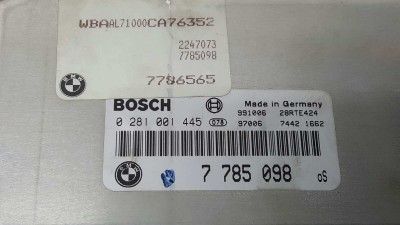 WBAAL71000CA76352
2247073
7785098
7786565
BOSCH
Made in Germany
0 281 001 445 078
991006 28RTE424
97006 7442 1662
7 785 098 oS